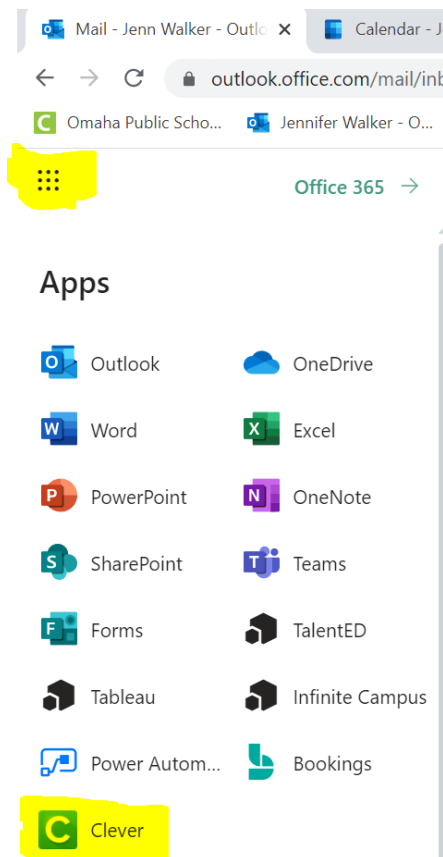 Mail - Jenn Walker - Outlo
Calendar - J
outlook.office.com/mail/inb
Omaha Public Scho...
Jennifer Walker - O...
Office 365
Apps
Outlook
OneDrive
Word
Excel
PowerPoint
OneNote
SharePoint
Teams
Forms
TalentED
Tableau
Infinite Campus
Power Autom...
Bookings
Clever